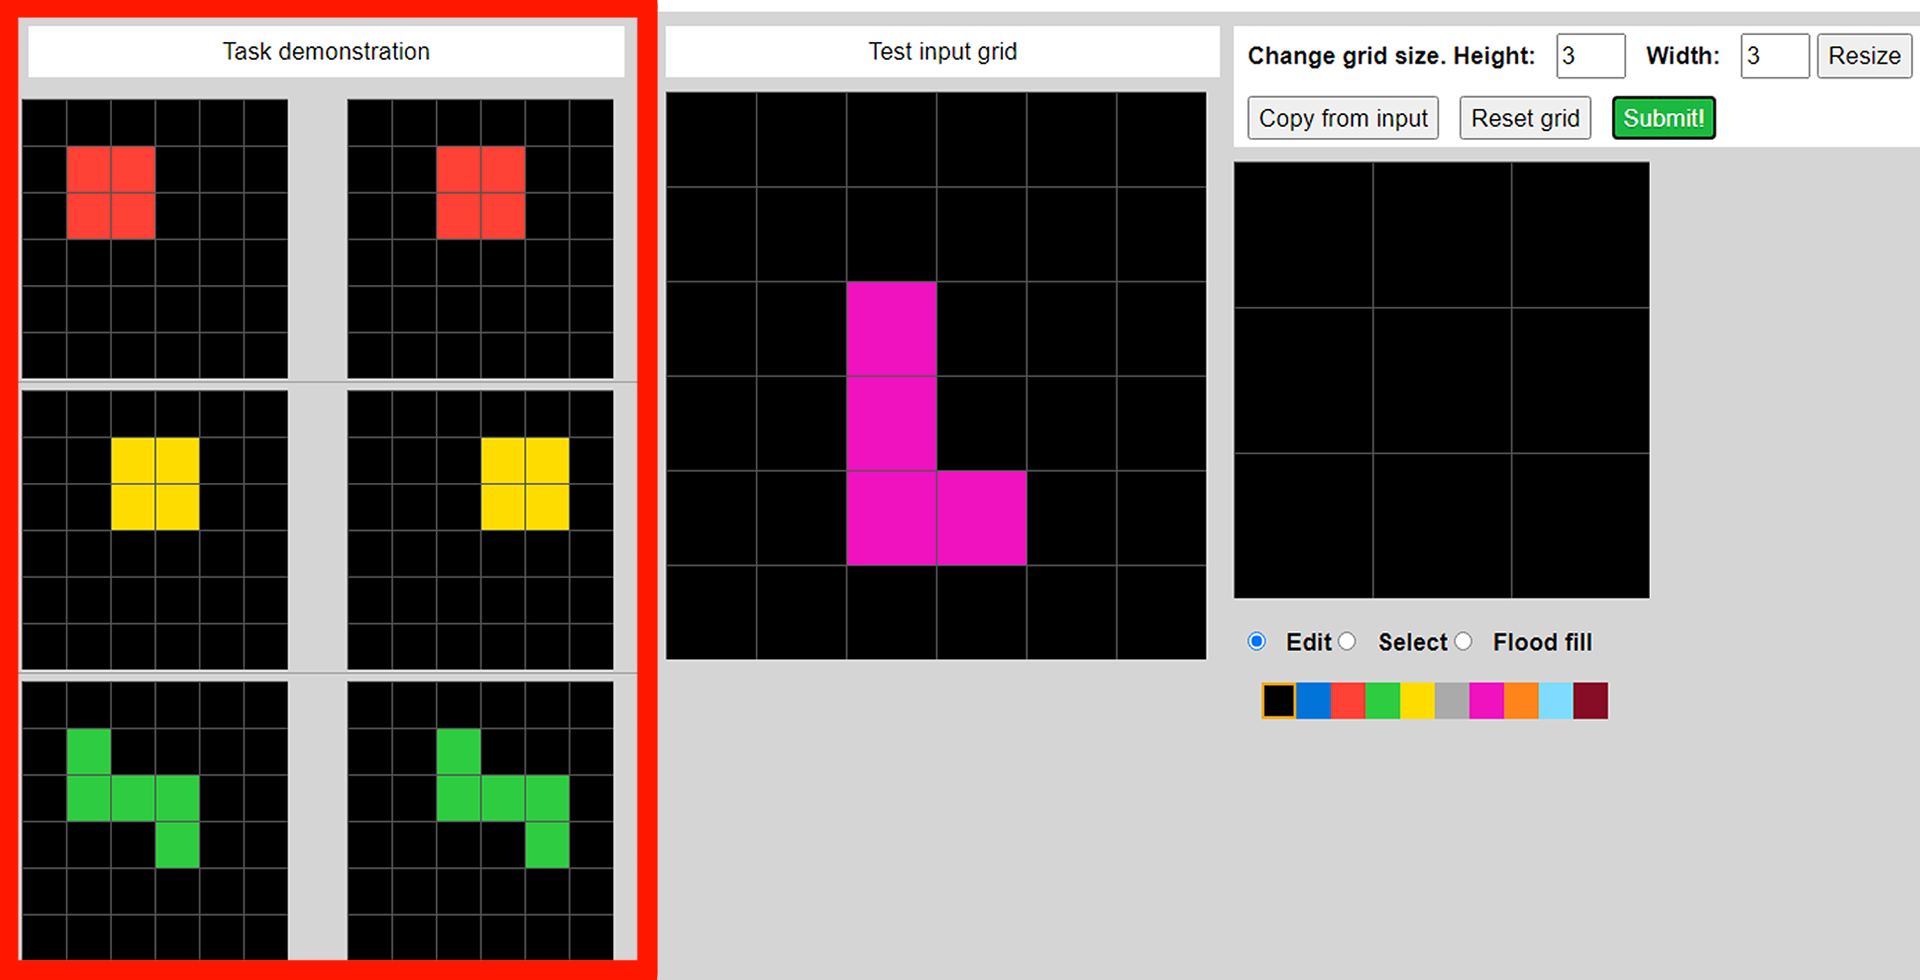 Task demonstration
Test input grid
Change grid size. Height: 3 Width: 3 Resize
Copy from input Reset grid Submit!
Edit Select Flood fill